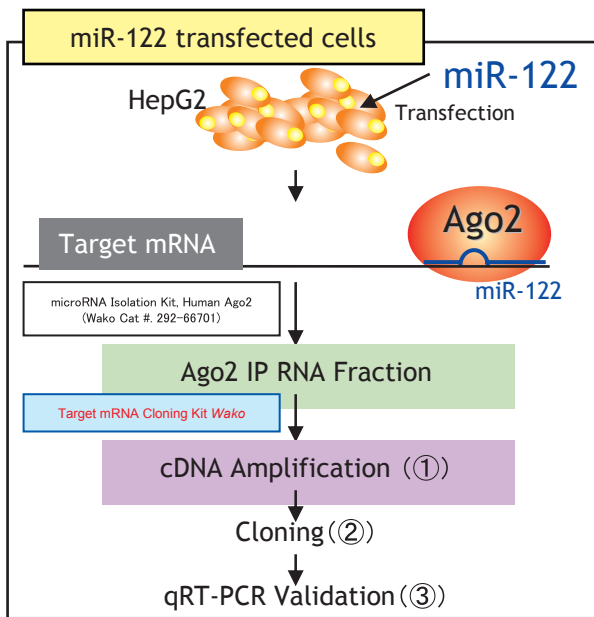 miR-122 transfected cells
HepG2
miR-122
Transfection
Ago2
Target mRNA
miR-122
microRNA Isolation Kit, Human Ago2
(Wako Cat #. 292-66701)
Ago2 IP RNA Fraction
Target mRNA Cloning Kit Wako
cDNA Amplification (①)
Cloning(②)
qRT-PCR Validation(③)